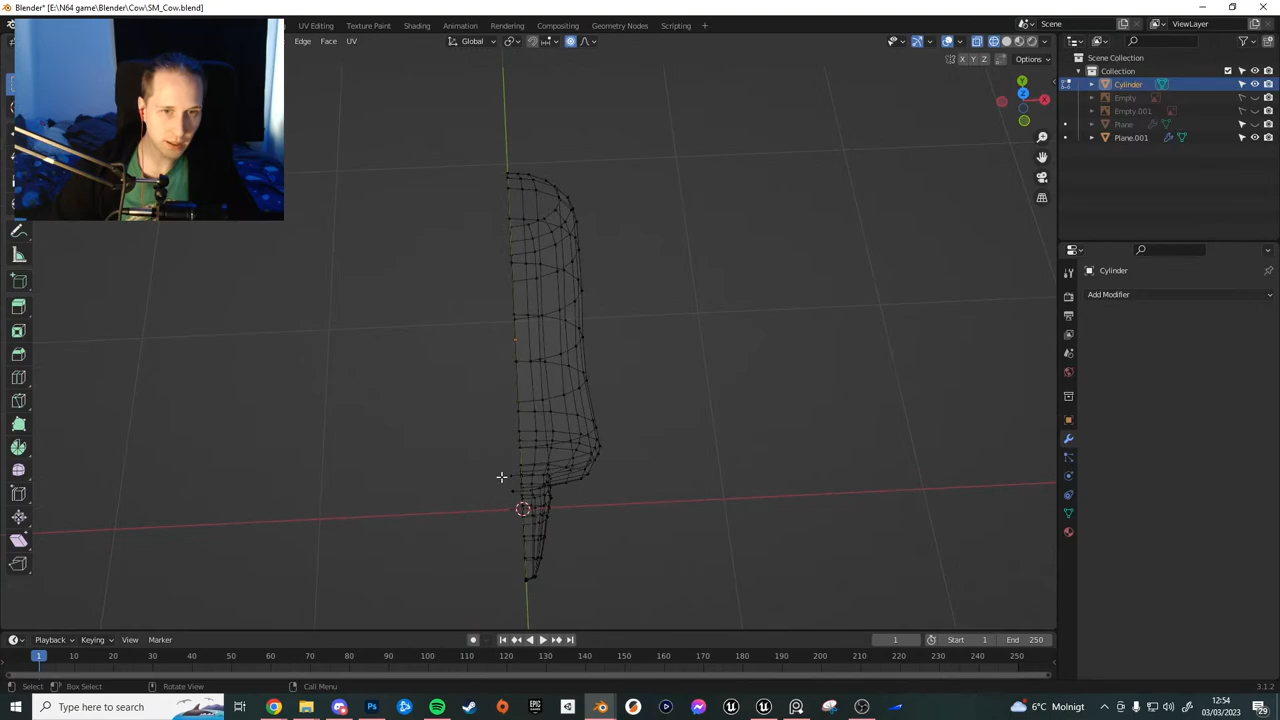 Blender* [E:\N64 game\Blender\Cow\SM_Cow.blend]
UV Editing Texture Paint Shading Animation Rendering Compositing Geometry Nodes Scripting
Scene ViewLayer
Edge Face UV Global
X Y Z Options
Scene Collection
Collection
Cylinder
Empty
Empty.001
Plane
Plane.001
Y
Z
X
Cylinder
Add Modifier
Playback Keying View Marker 1 Start 1 End 250
1 10 20 30 40 50 60 70 80 90 100 110 120 130 140 150 160 170 180 190 200 210 220 230 240 250
Select Box Select Rotate View Call Menu 3.1.2
Type here to search 6°C Molnigt 12:54
03/03/2023